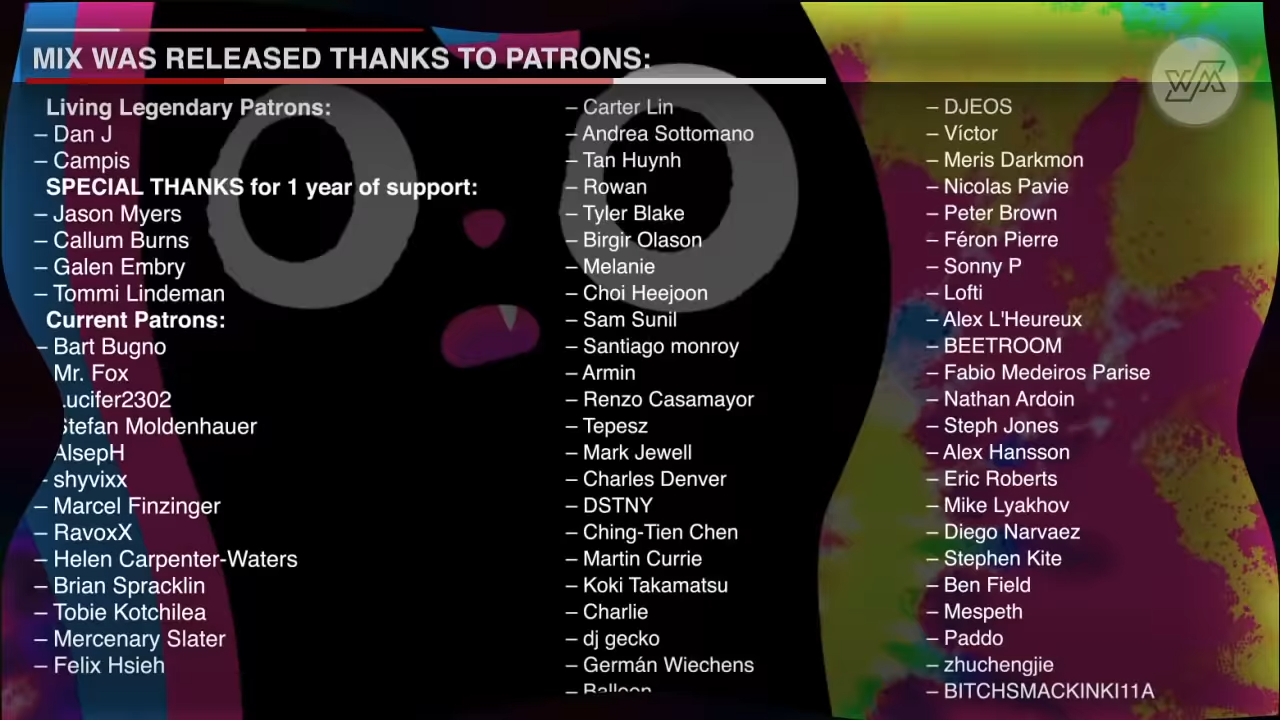 MIX WAS RELEASED THANKS TO PATRONS:
WM
Living Legendary Patrons:
– Dan J
– Campis
SPECIAL THANKS for 1 year of support:
– Jason Myers
– Callum Burns
– Galen Embry
– Tommi Lindeman
Current Patrons:
– Bart Bugno
Mr. Fox
Lucifer2302
Stefan Moldenhauer
AlsepH
- shyvixx
– Marcel Finzinger
– RavoxX
– Helen Carpenter-Waters
– Brian Spracklin
– Tobie Kotchilea
– Mercenary Slater
– Felix Hsieh
– Carter Lin
– Andrea Sottomano
– Tan Huynh
– Rowan
– Tyler Blake
– Birgir Olason
– Melanie
– Choi Heejoon
– Sam Sunil
– Santiago monroy
– Armin
– Renzo Casamayor
– Tepesz
– Mark Jewell
– Charles Denver
– DSTNY
– Ching-Tien Chen
– Martin Currie
– Koki Takamatsu
– Charlie
– dj gecko
– Germán Wiechens
– Balloon
– DJEOS
– Víctor
– Meris Darkmon
– Nicolas Pavie
– Peter Brown
– Féron Pierre
– Sonny P
– Lofti
– Alex L'Heureux
– BEETROOM
– Fabio Medeiros Parise
– Nathan Ardoin
– Steph Jones
– Alex Hansson
– Eric Roberts
– Mike Lyakhov
– Diego Narvaez
– Stephen Kite
– Ben Field
– Mespeth
– Paddo
– zhuchengjie
– BITCHSMACKINKI11A